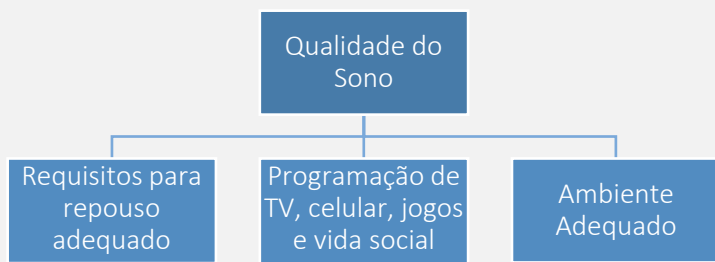 Qualidade do
Sono
Requisitos para
repouso
adequado
Programação de
TV, celular, jogos
e vida social
Ambiente
Adequado